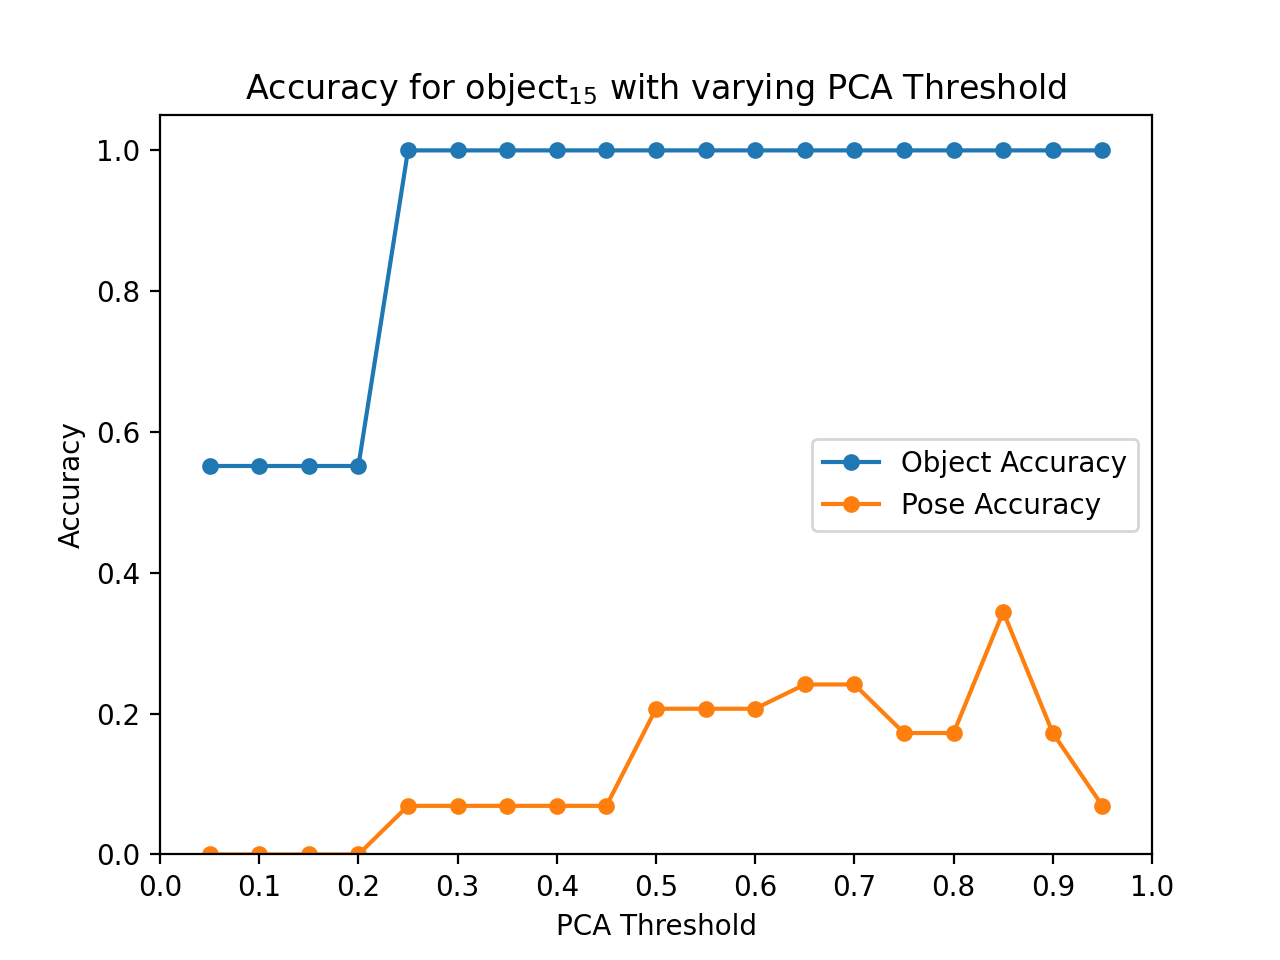 Accuracy for object₁₅ with varying PCA Threshold
1.0
0.8
0.6
0.4
0.2
0.0
Accuracy
Object Accuracy
Pose Accuracy
0.0 0.1 0.2 0.3 0.4 0.5 0.6 0.7 0.8 0.9 1.0
PCA Threshold